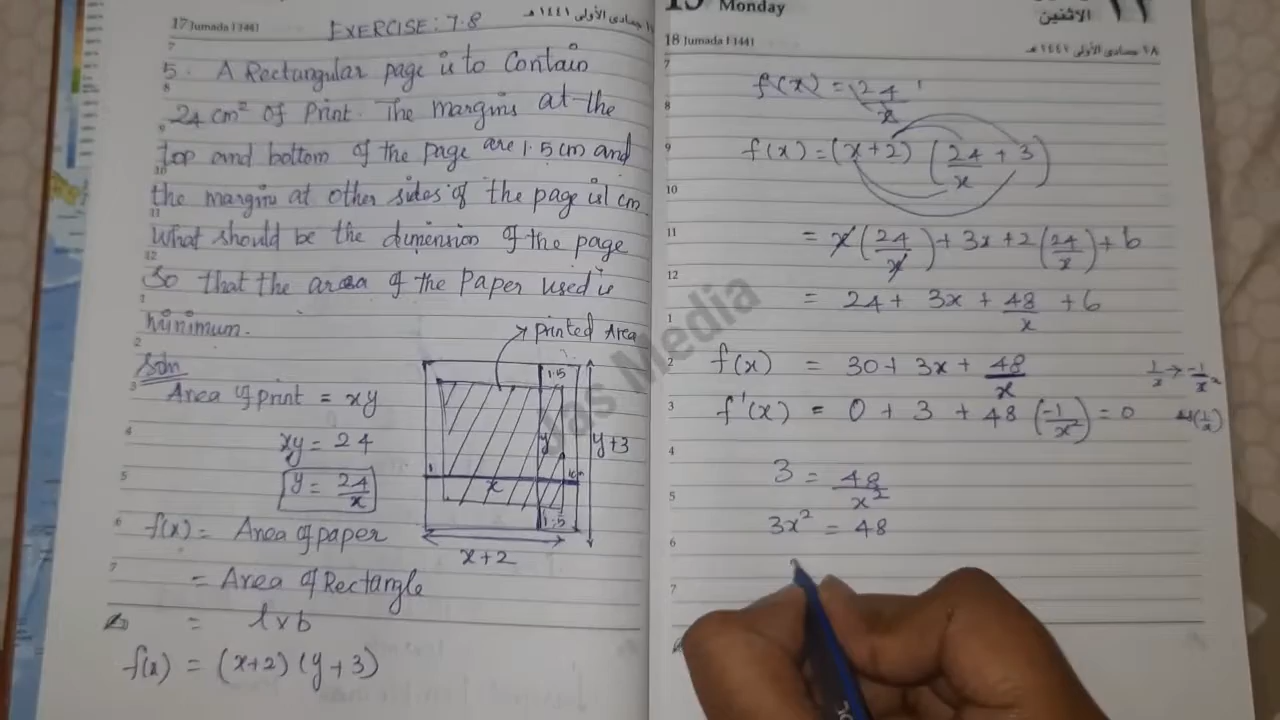 17 Jumada I 1441
EXERCISE: 7.8
5. A Rectangular page is to Contain
24 cm² of Print. The margins at the
top and bottom of the page are 1.5 cm and
the margin at other sides of the page is 1 cm.
What should be the dimension of the page
So that the area of the Paper used is
Minimum.
Soln
Area of print = xy
xy = 24
y = 24/x
f(x) = Area of paper
= Area of Rectangle
= l x b
f(x) = (x+2) (y+3)
Printed Area
1.5
y
y+3
x
1.5
x+2
Monday
الاثنين
18 Jumada I 1441
١٨ جمادى الأولى ١٤٤١هـ
f(x) = 24/x
f(x) = (x+2) (24/x + 3)
= x(24/x) + 3x + 2(24/x) + 6
= 24 + 3x + 48/x + 6
f(x) = 30 + 3x + 48/x
1/x → -1/x²
f'(x) = 0 + 3 + 48 (-1/x²) = 0
3 = 48/x²
3x² = 48
Jas Media